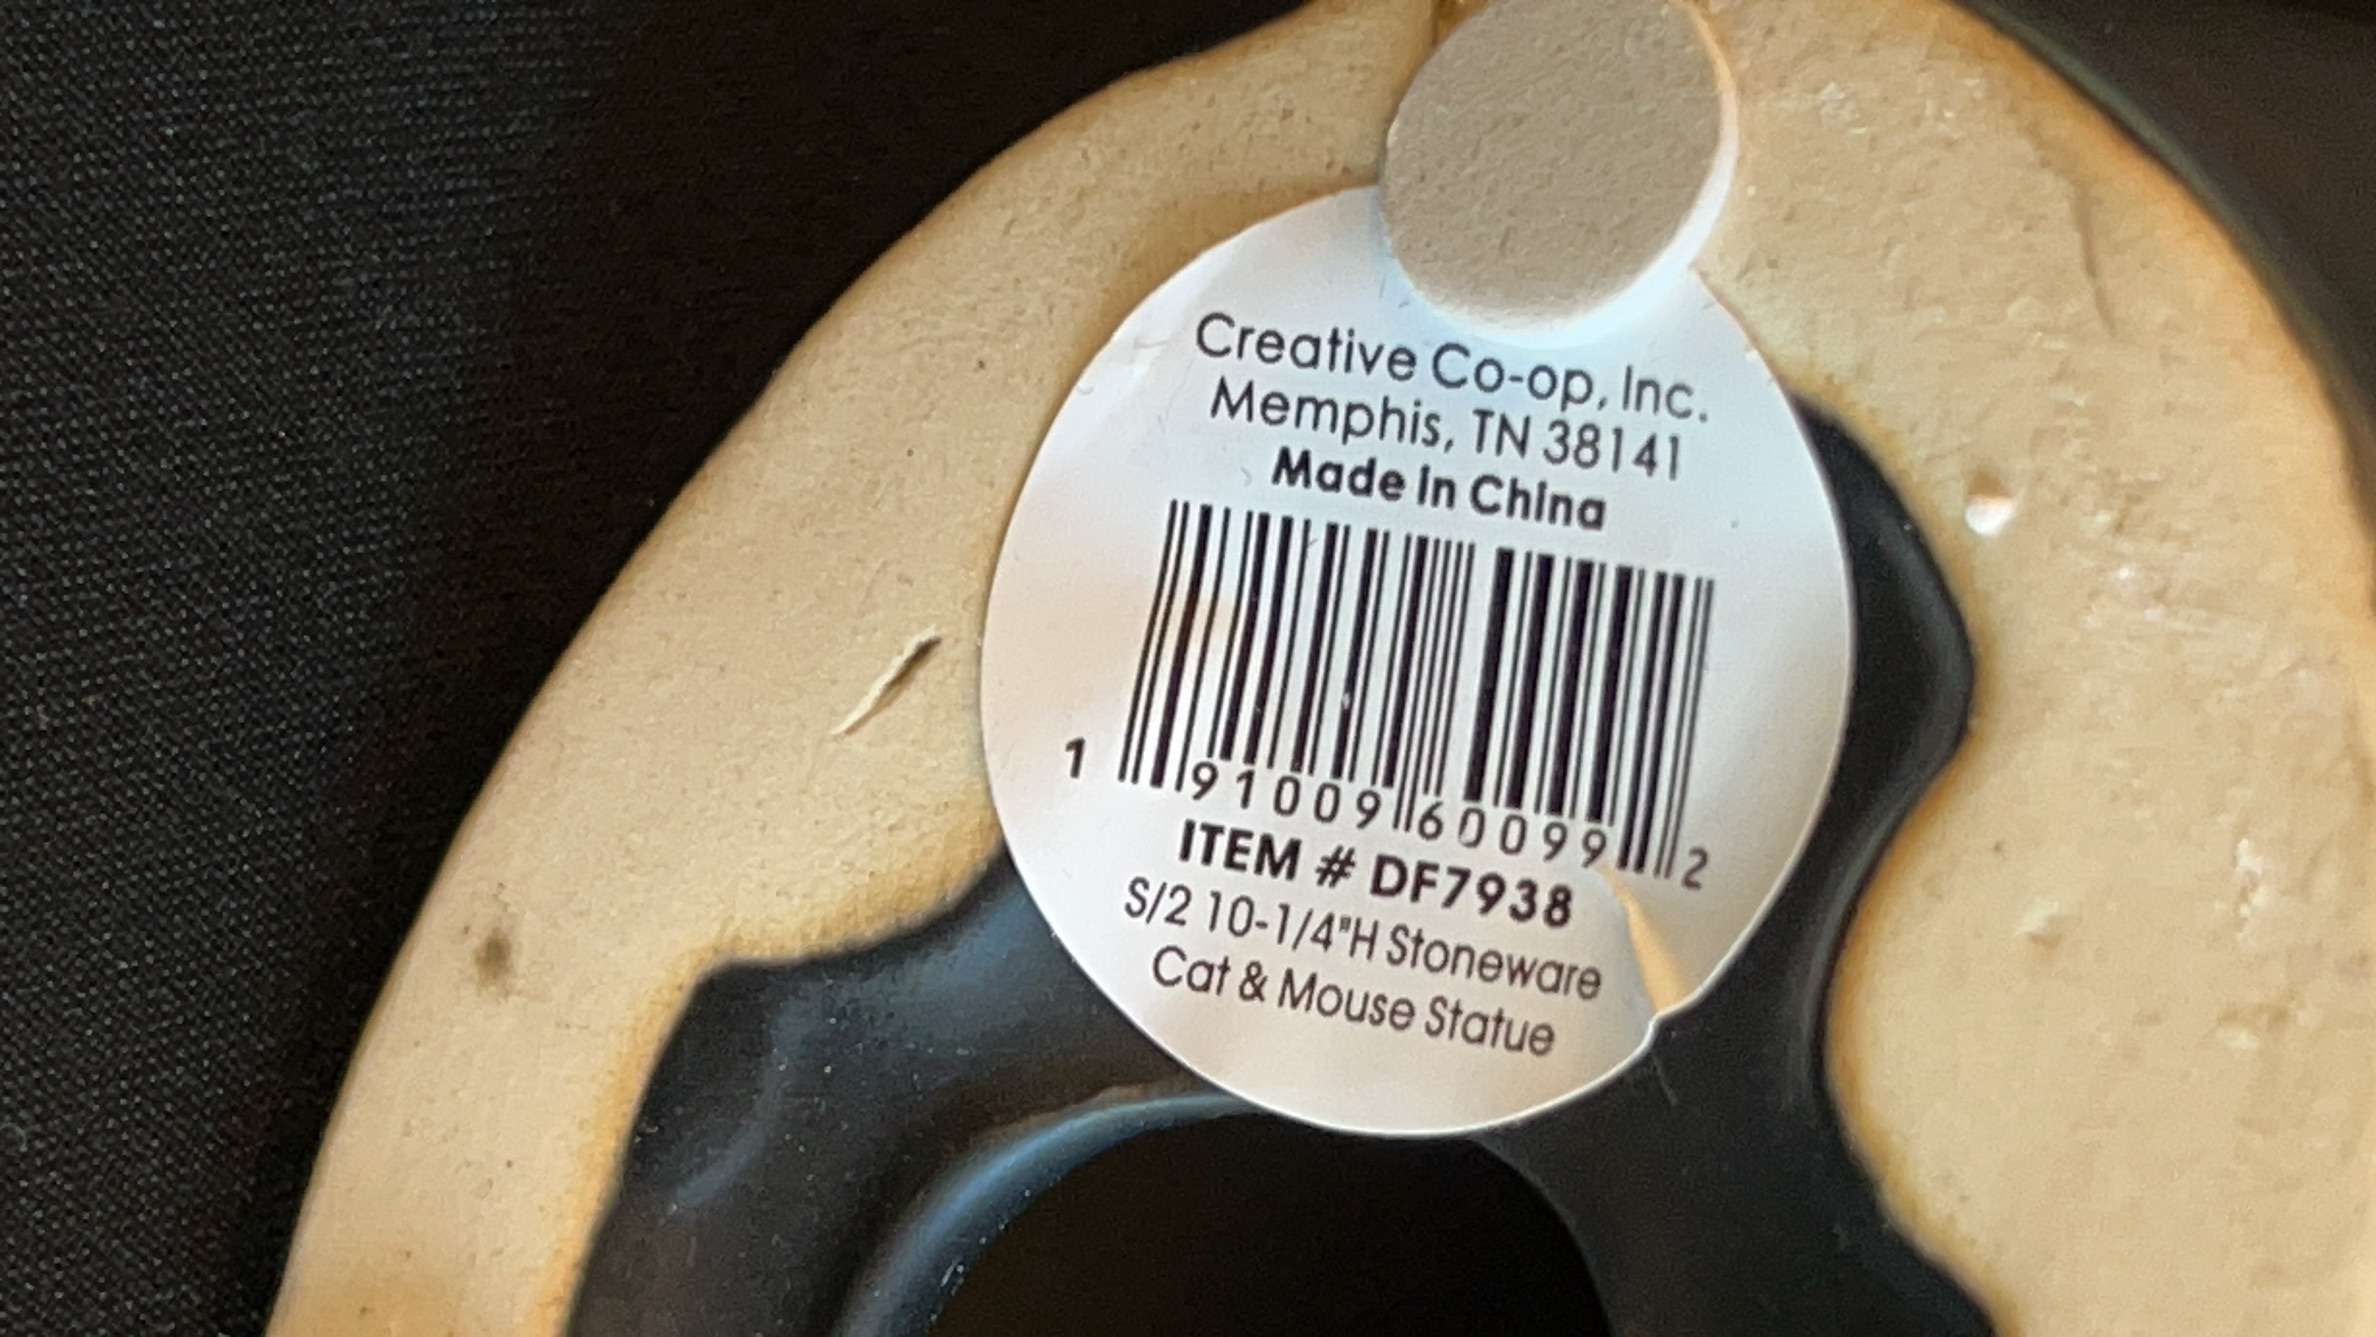 Creative Co-op, Inc.
Memphis, TN 38141
Made in China
1 91009 60099 2
ITEM # DF7938
S/2 10-1/4"H Stoneware
Cat & Mouse Statue